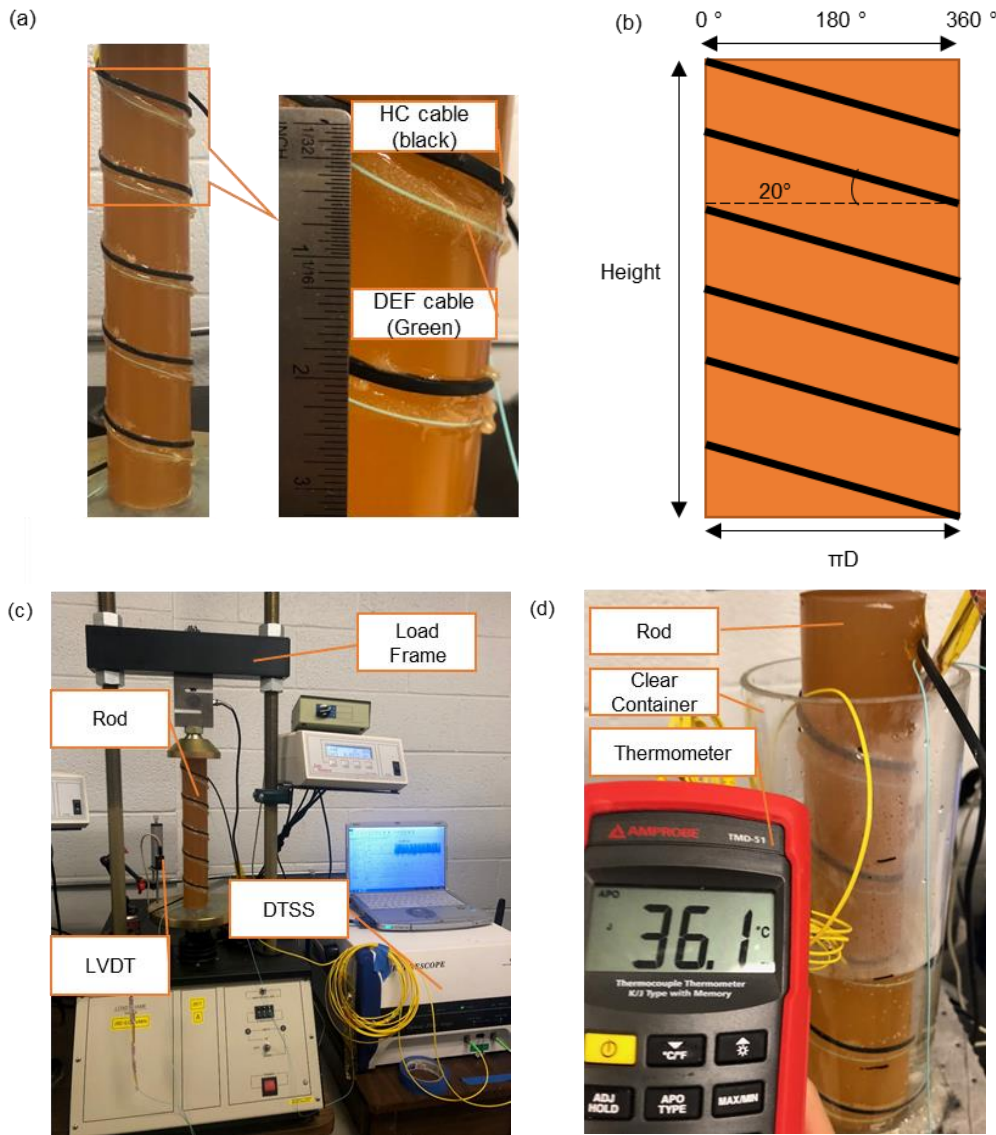 (a)
HC cable
(black)
DEF cable
(Green)
INCH
1/32
1
1/16
2
3
(b)
0 °
180 °
360 °
20°
Height
πD
(c)
Load
Frame
Rod
DTSS
LVDT
(d)
Rod
Clear
Container
Thermometer
AMPROBE
TMD-51
APO
J
36.1 °C
Thermocouple Thermometer
K/J Type with Memory
°C/°F
ADJ
HOLD
APO
TYPE
MAX/MIN